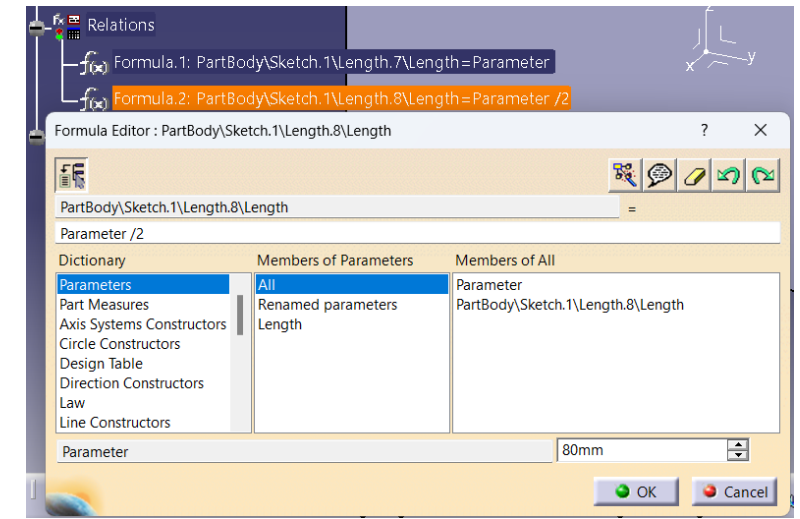 Relations
z
Formula.1: PartBody\Sketch.1\Length.7\Length=Parameter
y
x
Formula.2: PartBody\Sketch.1\Length.8\Length=Parameter /2
Formula Editor : PartBody\Sketch.1\Length.8\Length ? X
PartBody\Sketch.1\Length.8\Length =
Parameter /2
Dictionary Members of Parameters Members of All
Parameters All Parameter
Part Measures Renamed parameters PartBody\Sketch.1\Length.8\Length
Axis Systems Constructors Length
Circle Constructors
Design Table
Direction Constructors
Law
Line Constructors
Parameter 80mm
OK Cancel